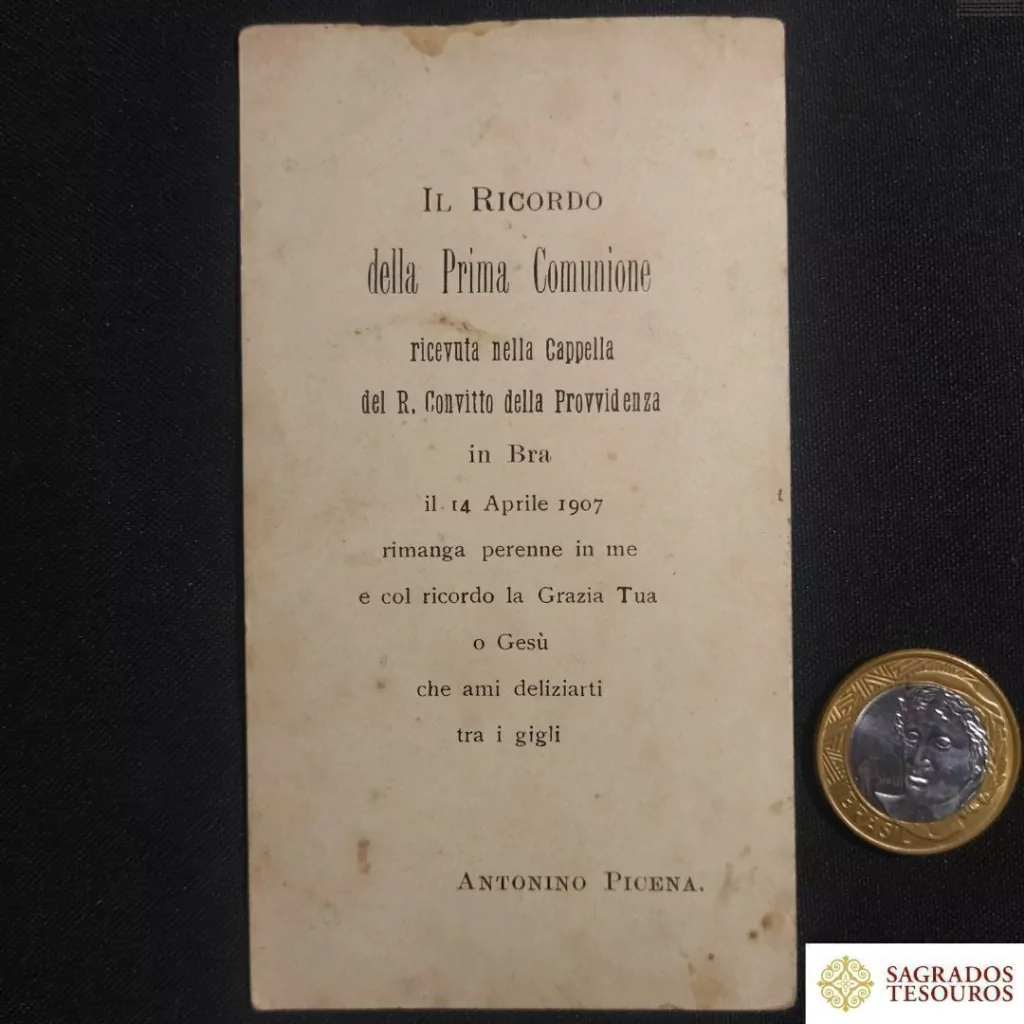 IL RICORDO
della Prima Comunione
ricevuta nella Cappella
del R. Convitto della Provvidenza
in Bra
il 14 Aprile 1907
rimanga perenne in me
e col ricordo la Grazia Tua
o Gesù
che ami deliziarti
tra i gigli
ANTONINO PICENA.
BRASIL
SAGRADOS
TESOUROS